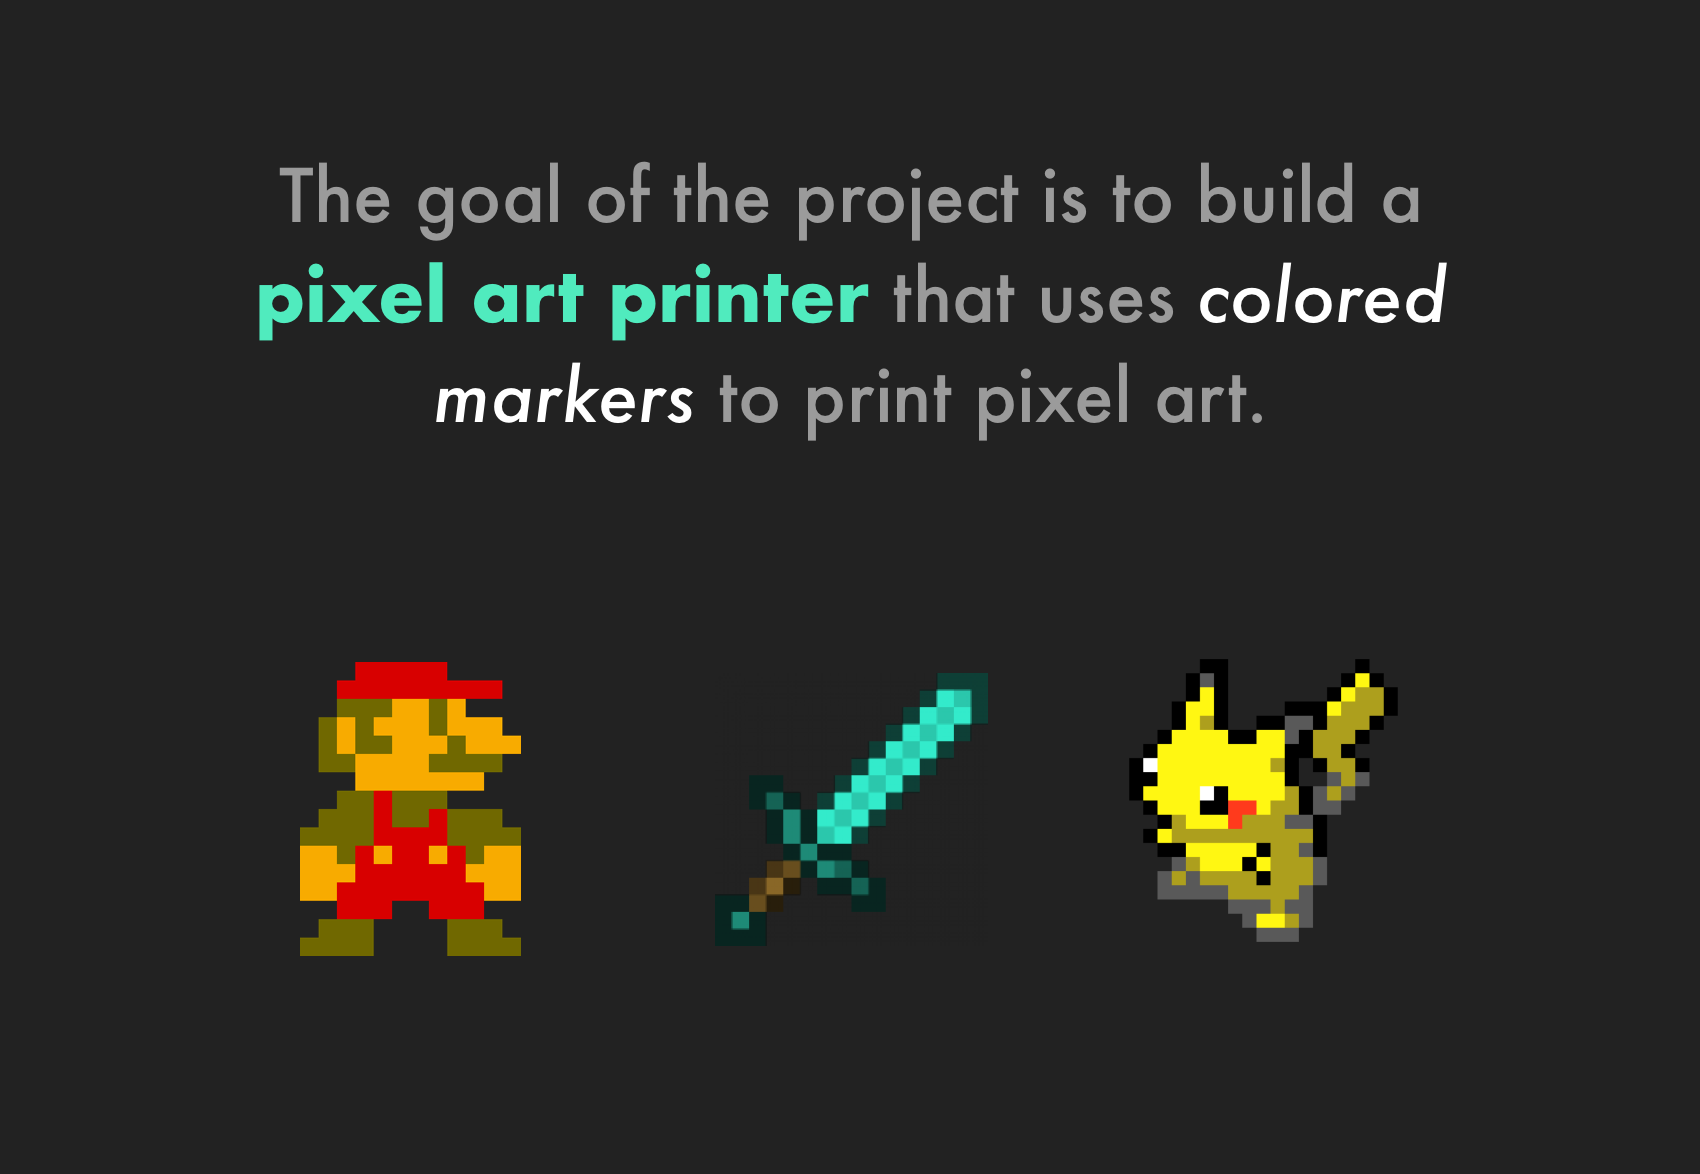 The goal of the project is to build a
pixel art printer that uses colored
markers to print pixel art.